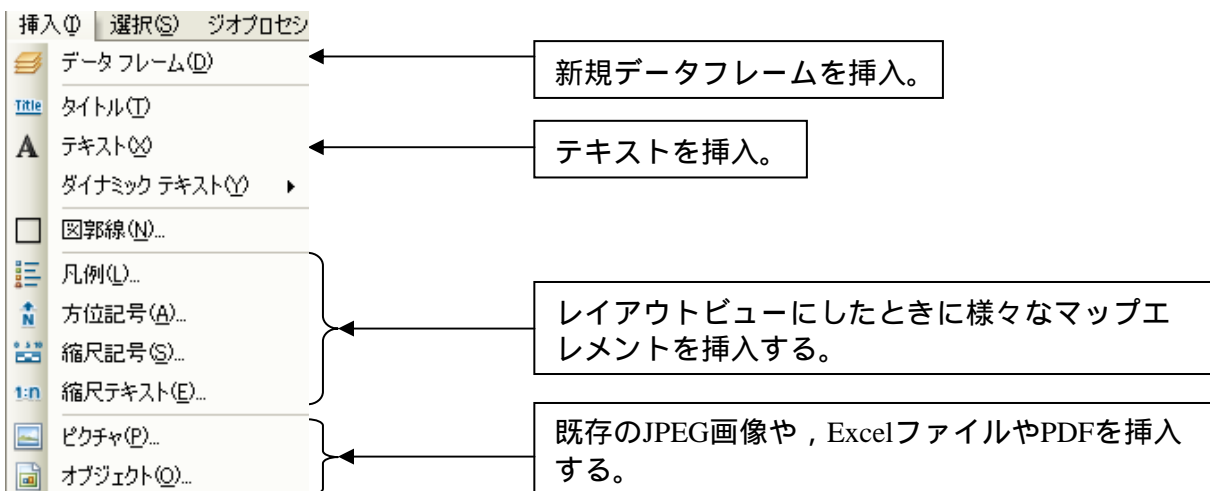 挿入(I) 選択(S) ジオプロセシ
データ フレーム(D)
新規データフレームを挿入。
Title タイトル(T)
A テキスト(X)
テキストを挿入。
ダイナミック テキスト(Y)
図郭線(N)...
凡例(L)...
N 方位記号(A)...
レイアウトビューにしたときに様々なマップエ
レメントを挿入する。
0 5 10 縮尺記号(S)...
1:n 縮尺テキスト(E)...
ピクチャ(P)...
既存のJPEG画像や，ExcelファイルやPDFを挿入
する。
オブジェクト(O)...